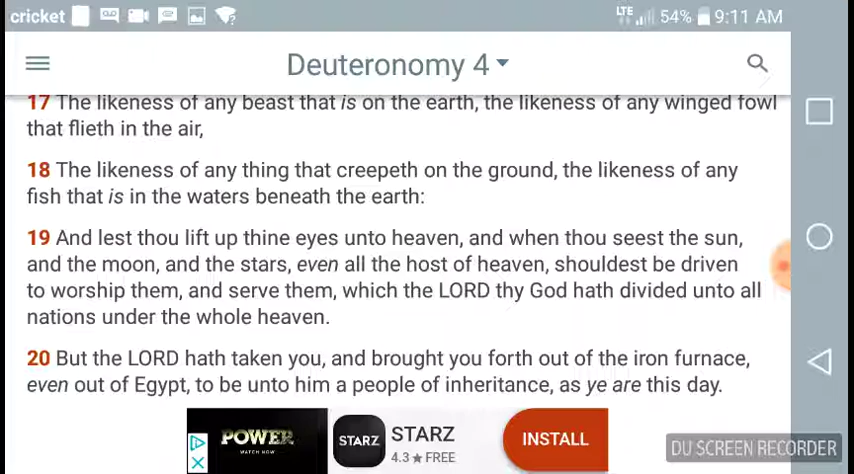 cricket LTE 54% 9:11 AM
Deuteronomy 4
17 The likeness of any beast that is on the earth, the likeness of any winged fowl
that flieth in the air,
18 The likeness of any thing that creepeth on the ground, the likeness of any
fish that is in the waters beneath the earth:
19 And lest thou lift up thine eyes unto heaven, and when thou seest the sun,
and the moon, and the stars, even all the host of heaven, shouldest be driven
to worship them, and serve them, which the LORD thy God hath divided unto all
nations under the whole heaven.
20 But the LORD hath taken you, and brought you forth out of the iron furnace,
even out of Egypt, to be unto him a people of inheritance, as ye are this day.
POWER
WATCH NOW
STARZ
STARZ
4.3 ★ FREE
INSTALL
DU SCREEN RECORDER